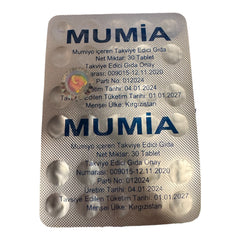 MUMİA
Mumiyo içeren Takviye Edici Gıda
Net Miktar: 30 Tablet
Takviye Edici Gıda Onay
arası: 009015-12.11.2020
Parti No: 012024
Üretim Tarihi: 04.01.2024
Tavsiye Edilen Tüketim Tarihi: 01.01.2027
Menşei Ülke: Kırgızistan
MUMİA
Mumiyo içeren Takviye Edici Gıda
Net Miktar: 30 Tablet
Takviye Edici Gıda Onay
Numarası: 009015-12.11.2020
Parti No: 012024
Üretim Tarihi: 04.01.2024
Tavsiye Edilen Tüketim Tarihi: 01.01.2027
Menşei Ülke: Kırgızistan